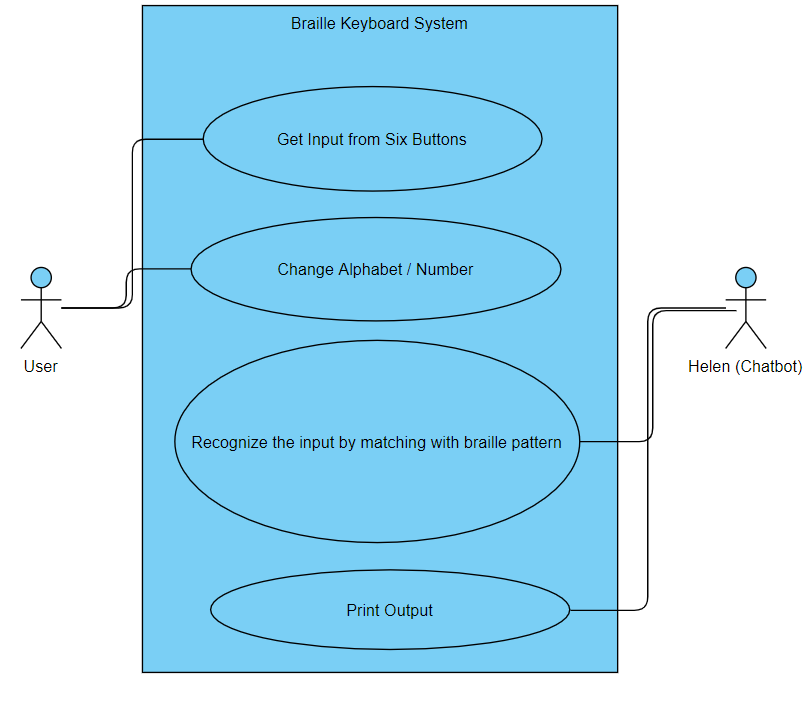 Braille Keyboard System
Get Input from Six Buttons
Change Alphabet / Number
User
Helen (Chatbot)
Recognize the input by matching with braille pattern
Print Output